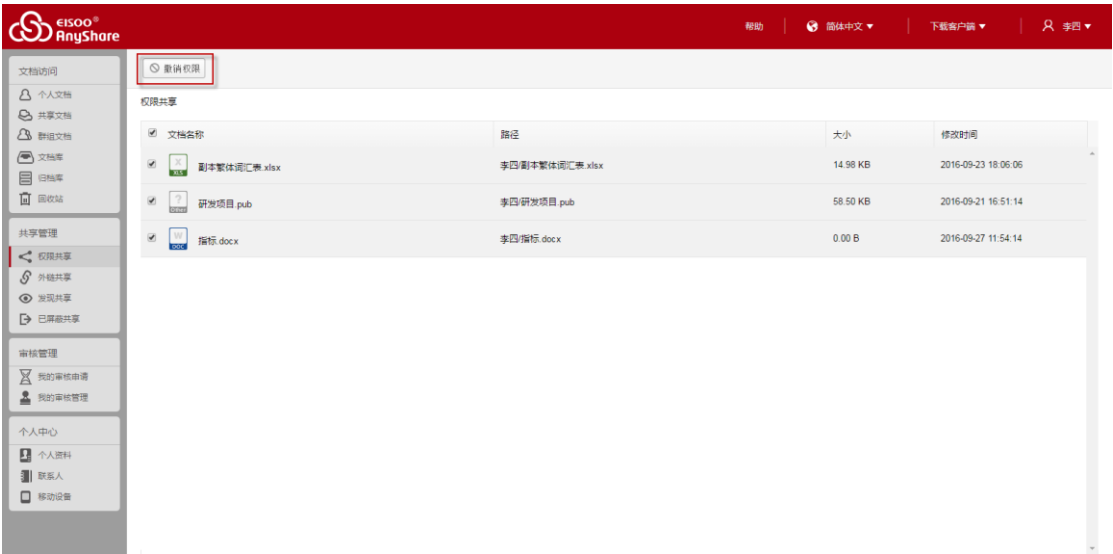 EISOO®
AnyShare
帮助
简体中文 ▼
下载客户端 ▼
李四 ▼
文档访问
个人文档
共享文档
群组文档
文档库
归档库
回收站
共享管理
权限共享
外链共享
发现共享
已屏蔽共享
审核管理
我的审核申请
我的审核管理
个人中心
个人资料
联系人
移动设备
撤销权限
权限共享
文档名称 路径 大小 修改时间
XLS 副本繁体词汇表.xlsx 李四/副本繁体词汇表.xlsx 14.98 KB 2016-09-23 18:06:06
研发项目.pub 李四/研发项目.pub 58.50 KB 2016-09-21 16:51:14
DOC 指标.docx 李四/指标.docx 0.00 B 2016-09-27 11:54:14